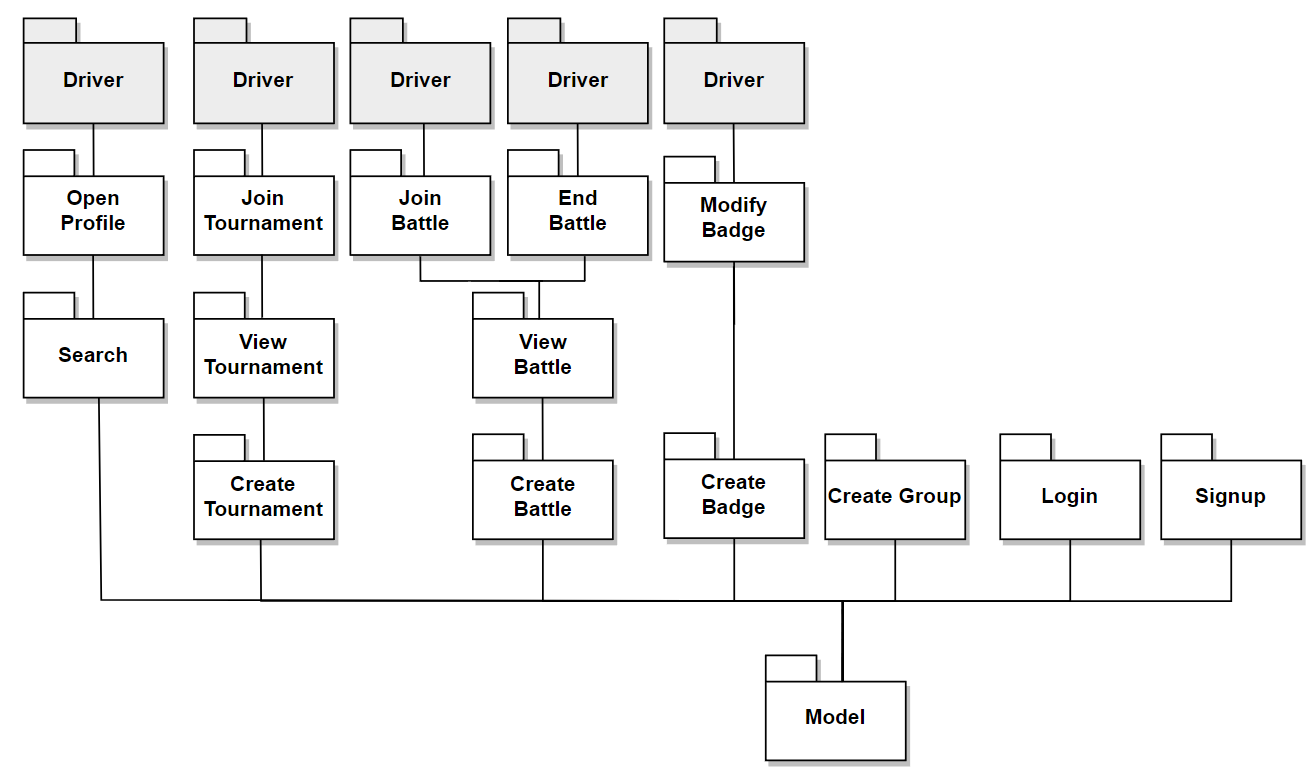 Driver
Driver
Driver
Driver
Driver
Open
Profile
Join
Tournament
Join
Battle
End
Battle
Modify
Badge
Search
View
Tournament
View
Battle
Create
Tournament
Create
Battle
Create
Badge
Create Group
Login
Signup
Model